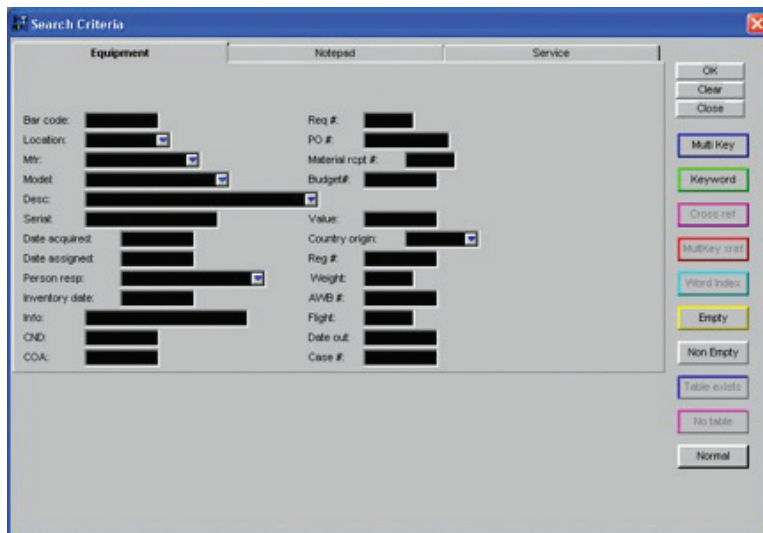 Search Criteria
Equipment Notepad Service
OK
Clear
Close
Bar code: Req #:
Location: PO #:
Mfr: Material rcpt #:
Model: Budget#:
Desc:
Serial: Value:
Date acquired: Country origin:
Date assigned: Reg #:
Person resp: Weight:
Inventory date: AWB #:
Info: Flight:
CND: Date out:
COA: Case #:
Multi Key
Keyword
Cross ref
MultiKey xref
Word Index
Empty
Non Empty
Table exists
No table
Normal